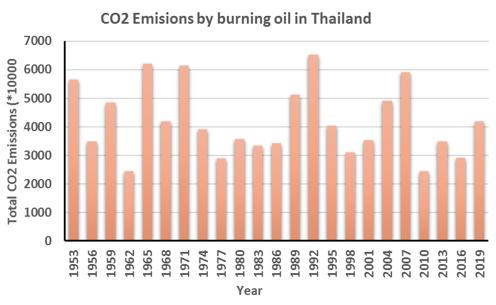 CO2 Emisions by burning oil in Thailand
Total CO2 Emissions (*10000
7000
6000
5000
4000
3000
2000
1000
0
1953 1956 1959 1962 1965 1968 1971 1974 1977 1980 1983 1986 1989 1992 1995 1998 2001 2004 2007 2010 2013 2016 2019
Year